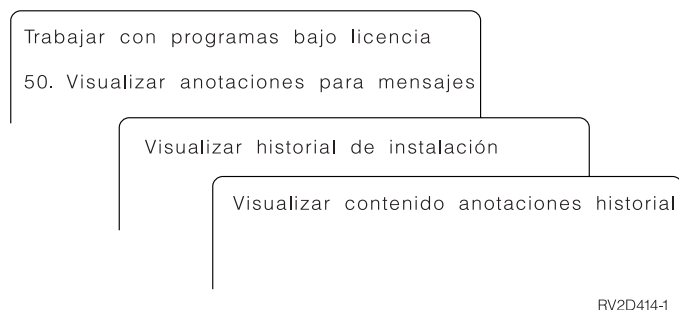 Trabajar con programas bajo licencia
50. Visualizar anotaciones para mensajes
Visualizar historial de instalación
Visualizar contenido anotaciones historial
RV2D414-1